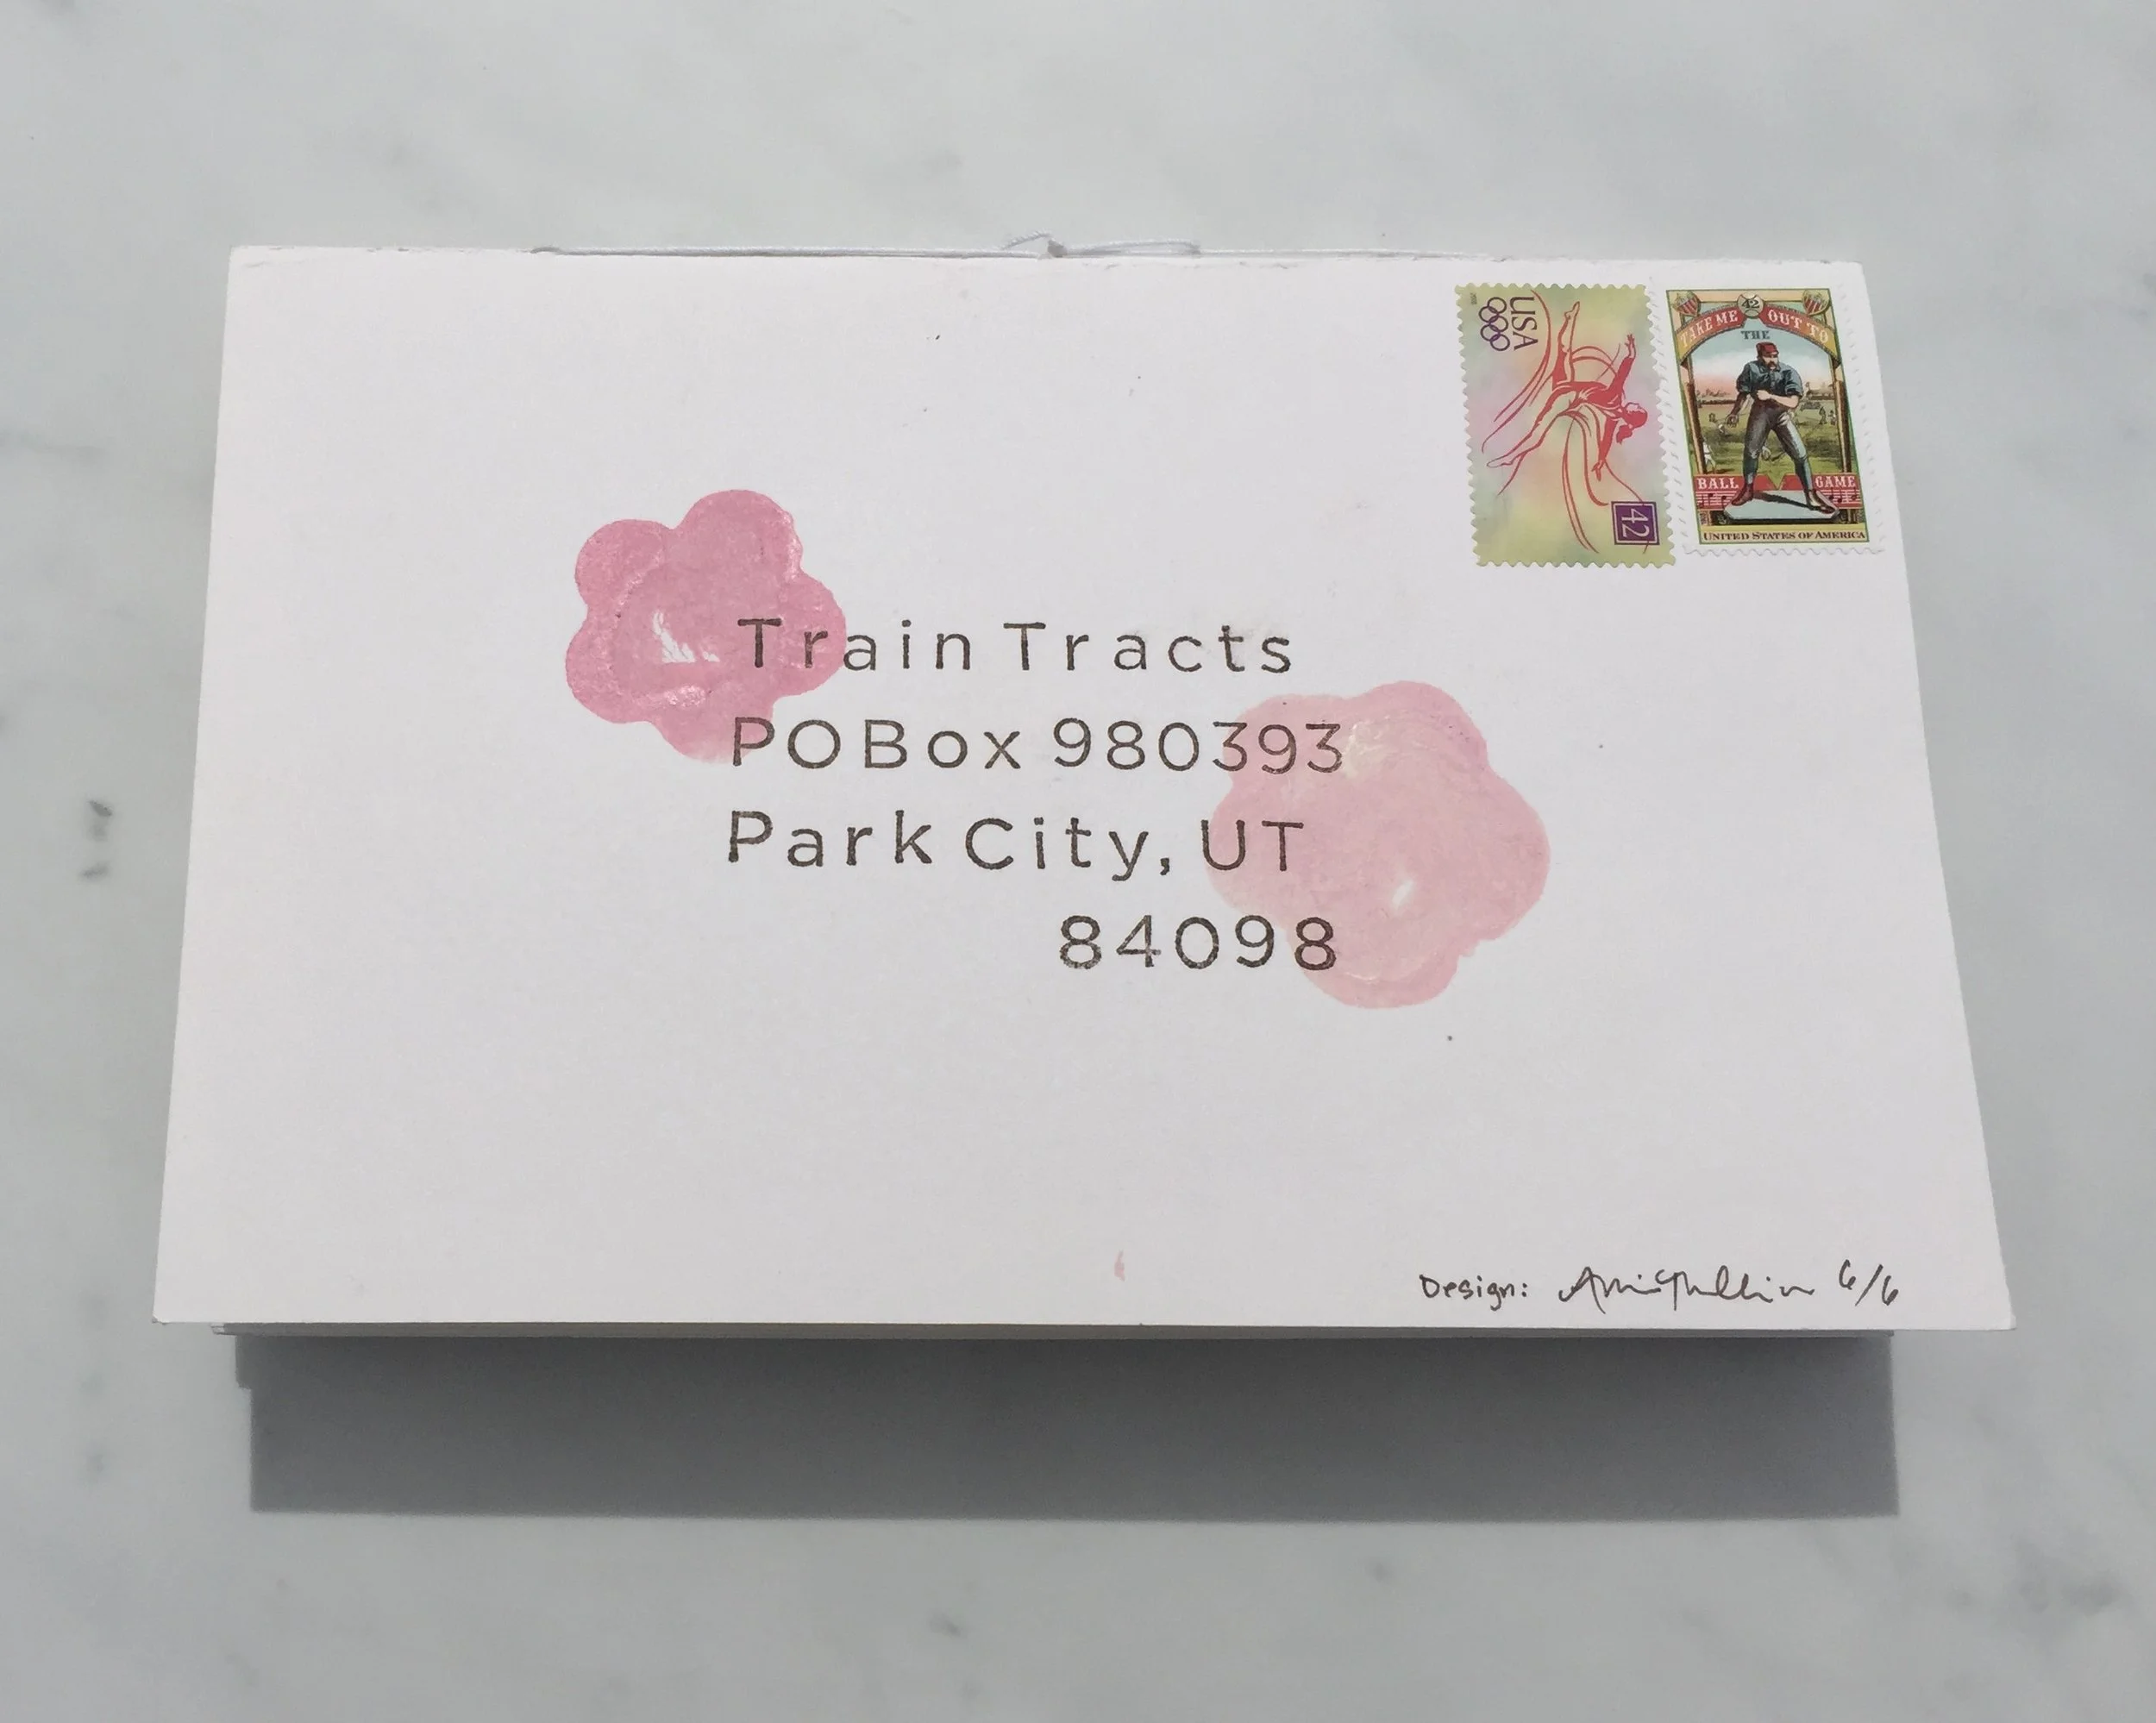 USA
42
42
TAKE ME OUT TO
THE
BALL GAME
UNITED STATES OF AMERICA
Train Tracts
PO Box 980393
Park City, UT
84098
Design: 6/6